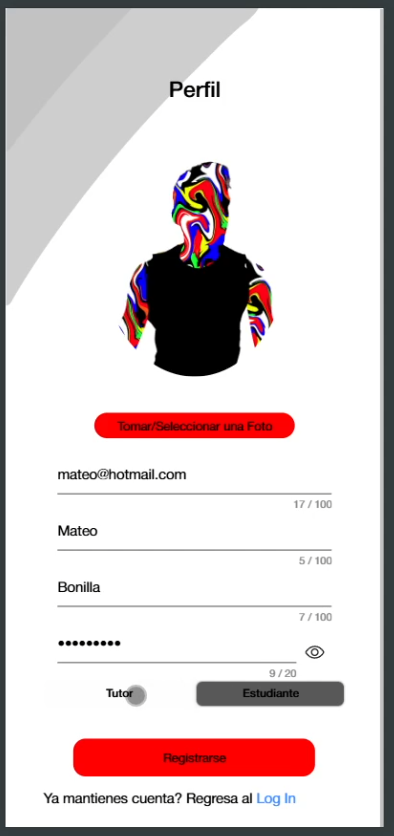 Perfil
Tomar/Seleccionar una Foto
mateo@hotmail.com
17 / 100
Mateo
5 / 100
Bonilla
7 / 100
•••••••••
9 / 20
Tutor Estudiante
Registrarse
Ya mantienes cuenta? Regresa al Log In